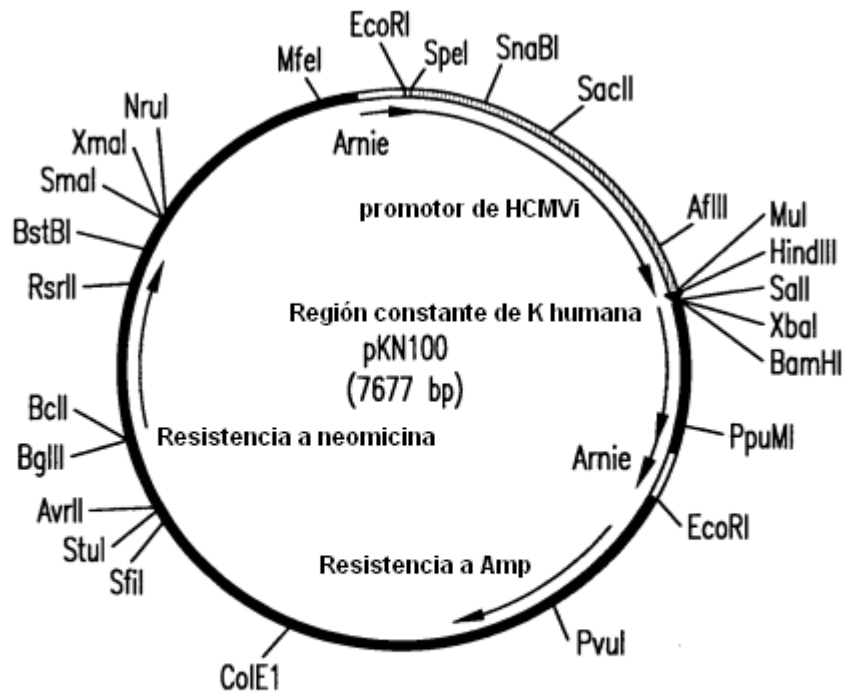 EcoRI
SpeI
SnaBI
MfeI
SacII
NruI
XmaI
SmaI
BstBI
RsrII
Arnie
promotor de HCMVi
AflII
MuI
HindIII
SalI
XbaI
BamHI
Región constante de K humana
pKN100
(7677 bp)
BclI
BglII
Resistencia a neomicina
PpuMI
Arnie
EcoRI
AvrII
StuI
SfiI
Resistencia a Amp
PvuI
ColE1